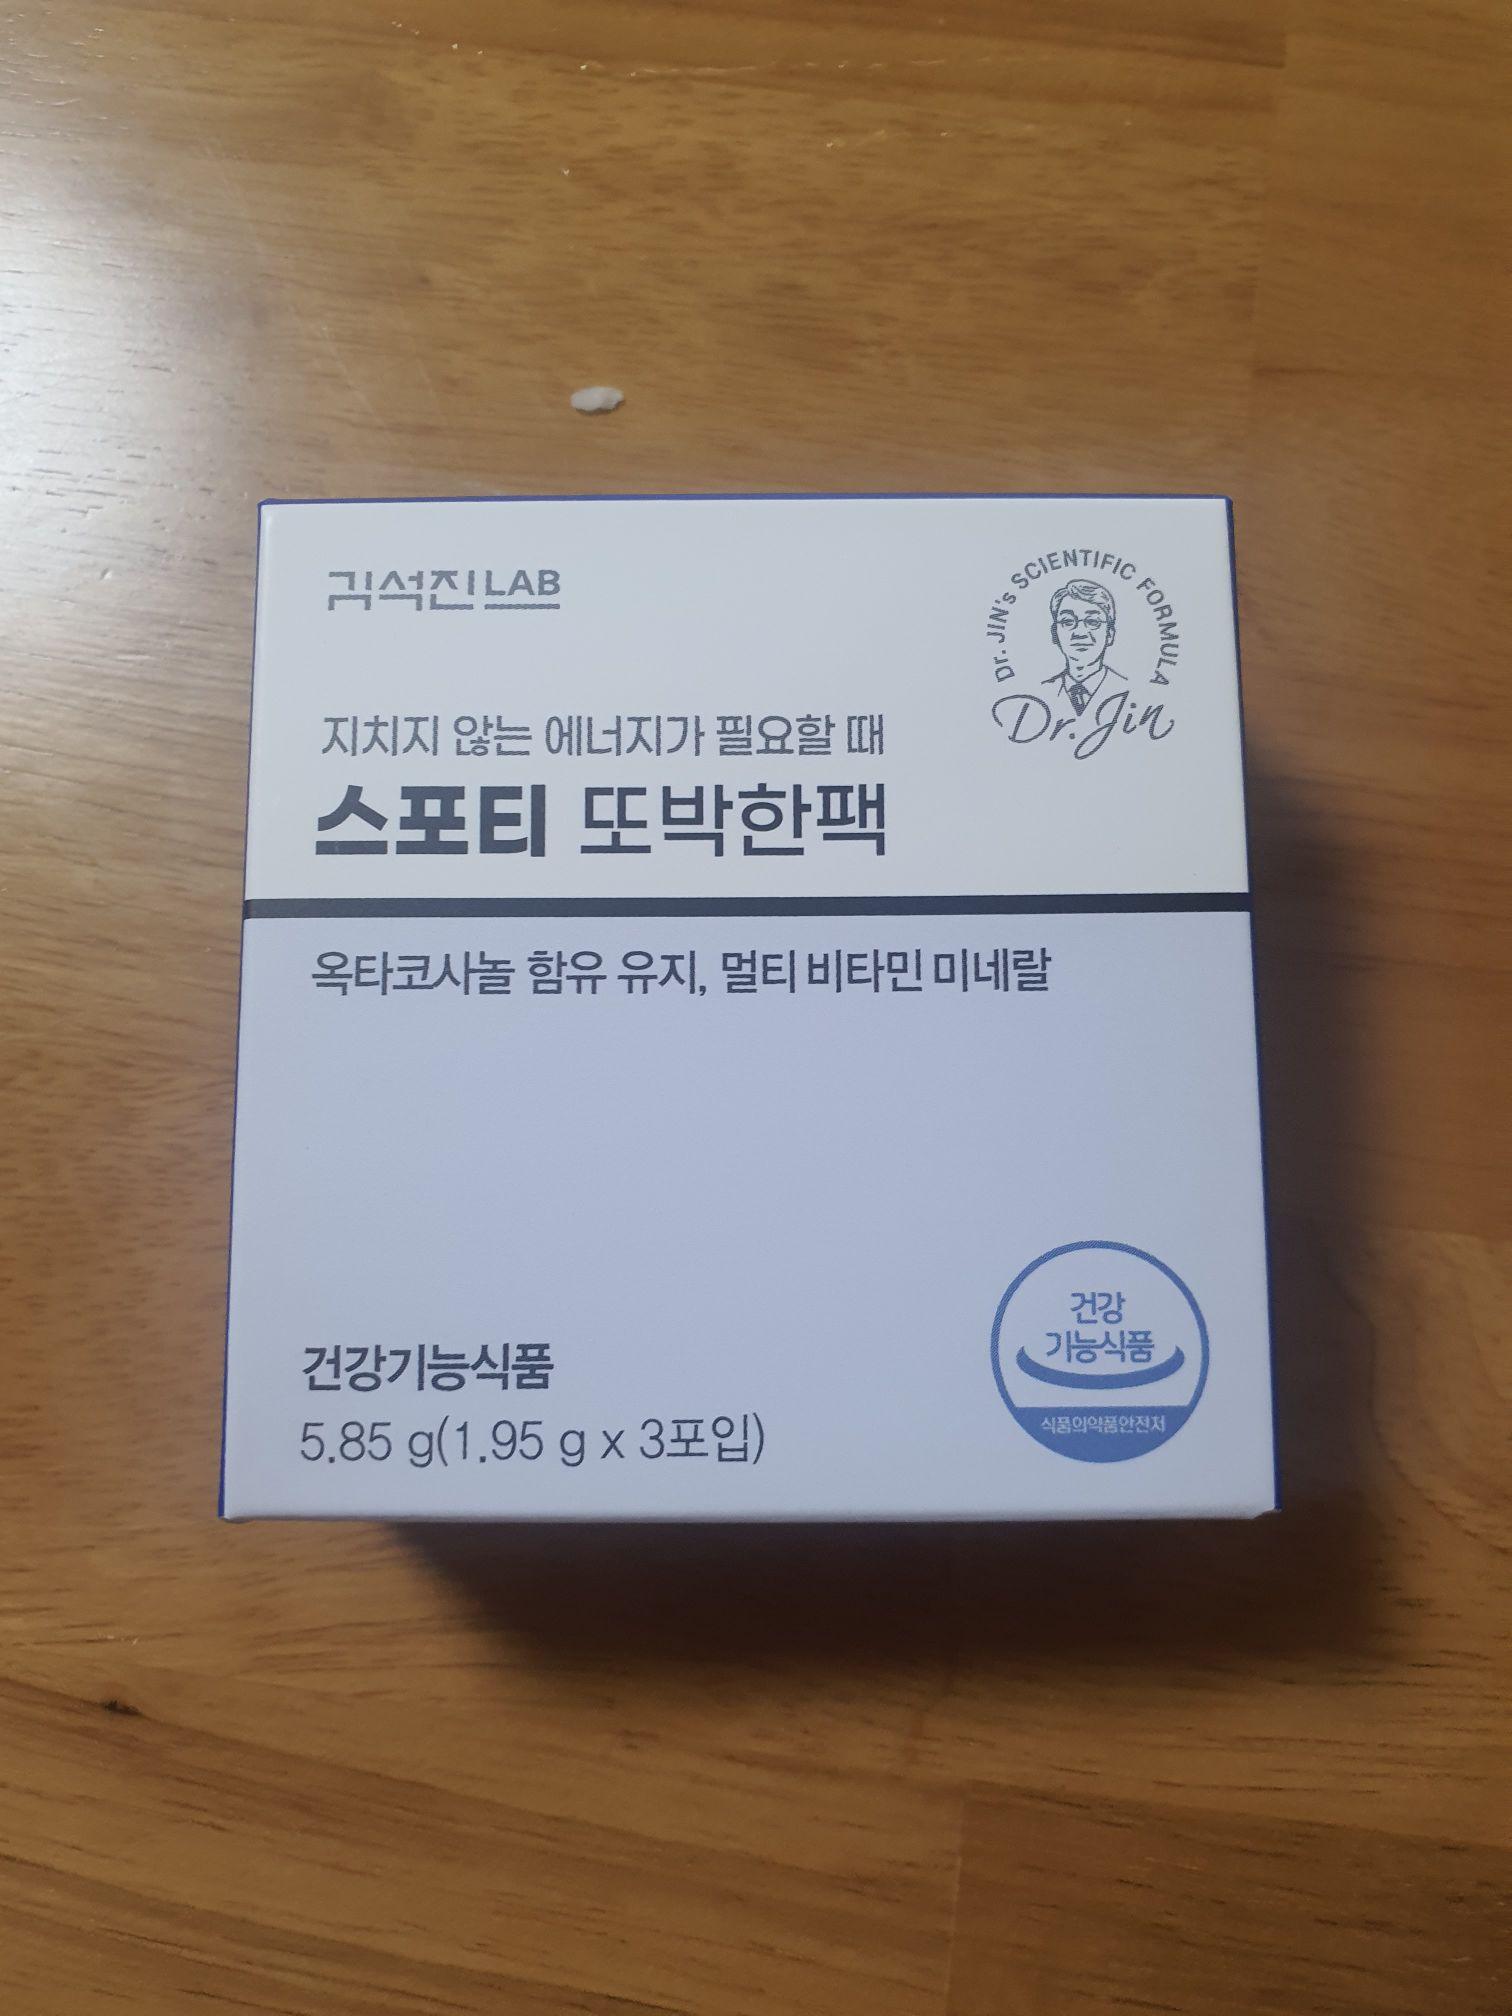 김석진LAB
Dr. JIN's SCIENTIFIC FORMULA
Dr. Jin
지치지 않는 에너지가 필요할 때
스포티 또박한팩
옥타코사놀 함유 유지, 멀티 비타민 미네랄
건강
기능식품
식품의약품안전처
건강기능식품
5.85 g(1.95 g x 3포입)